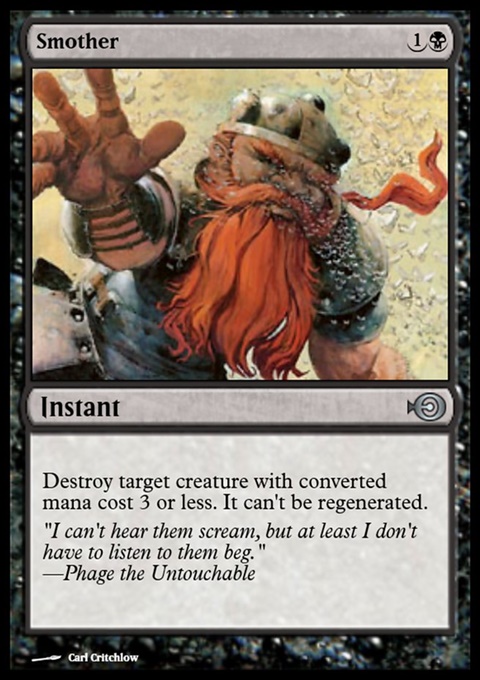 Smother 1
Instant
Destroy target creature with converted
mana cost 3 or less. It can't be regenerated.
"I can't hear them scream, but at least I don't
have to listen to them beg."
—Phage the Untouchable
Carl Critchlow